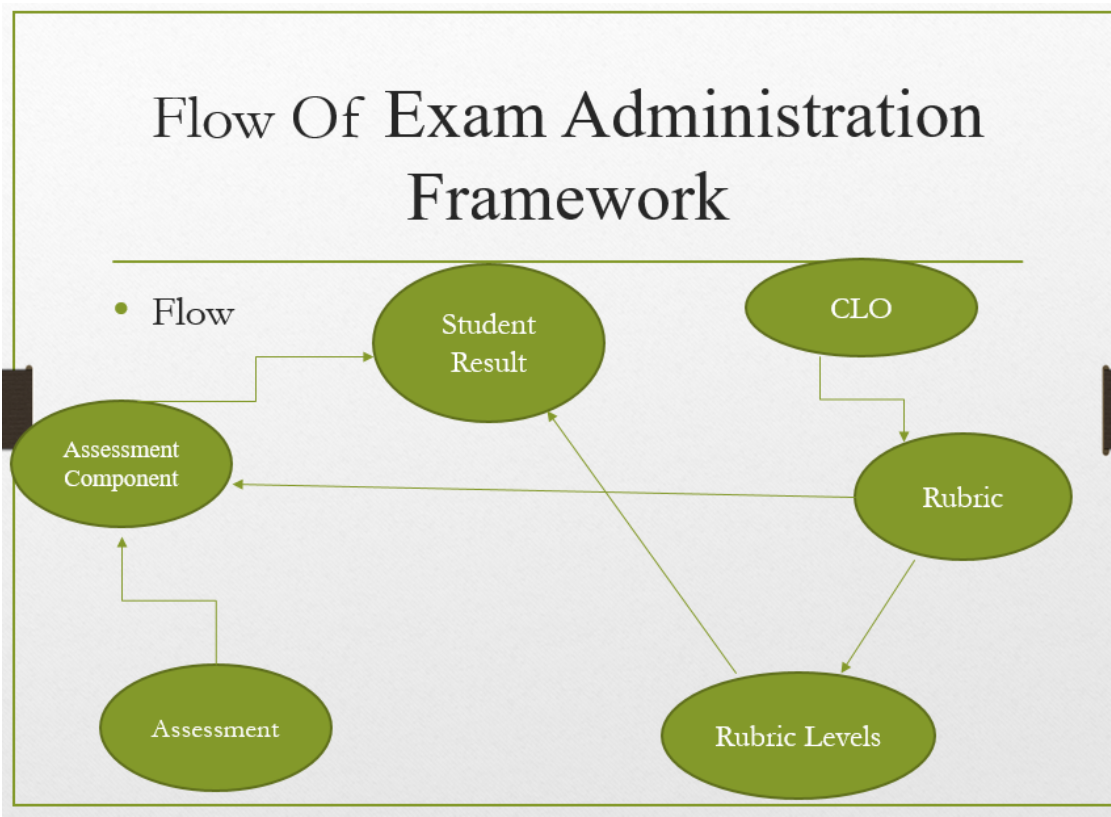 Flow Of Exam Administration
Framework
• Flow
Student
Result
CLO
Assessment
Component
Rubric
Assessment
Rubric Levels